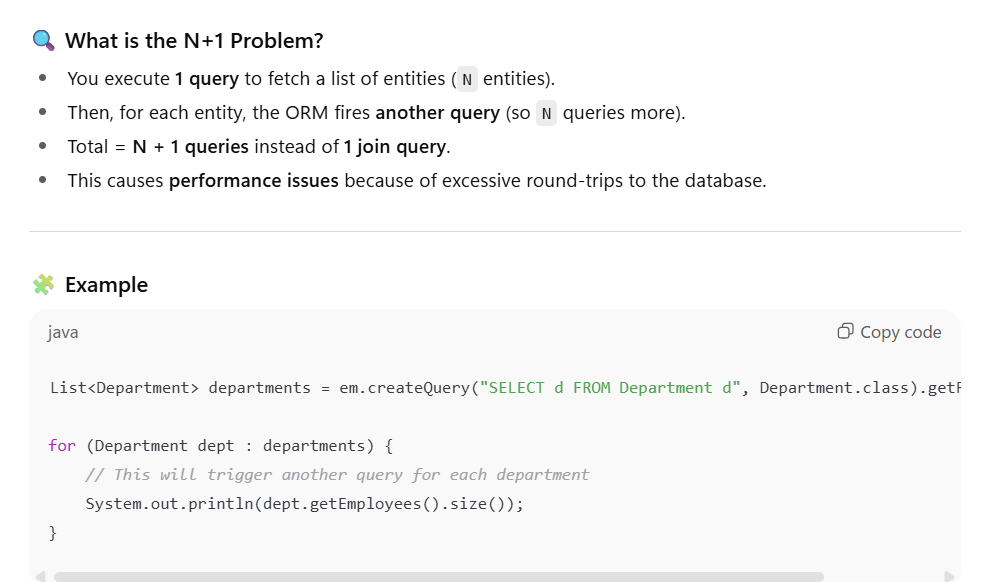 What is the N+1 Problem?
You execute 1 query to fetch a list of entities (N entities).
Then, for each entity, the ORM fires another query (so N queries more).
Total = N + 1 queries instead of 1 join query.
This causes performance issues because of excessive round-trips to the database.
Example
java
Copy code
List<Department> departments = em.createQuery("SELECT d FROM Department d", Department.class).get
for (Department dept : departments) {
// This will trigger another query for each department
System.out.println(dept.getEmployees().size());
}